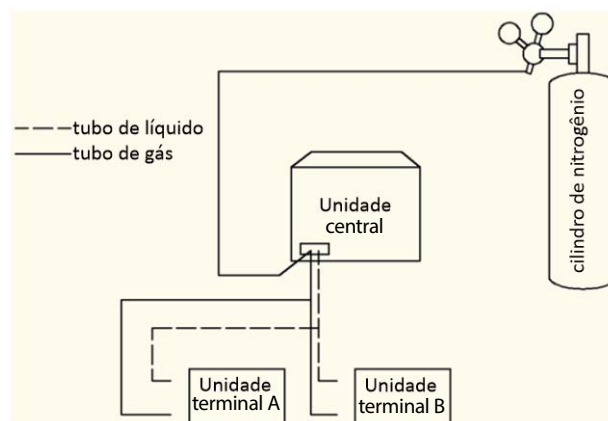 tubo de líquido
tubo de gás
Unidade
central
cilindro de nitrogênio
Unidade
terminal A
Unidade
terminal B